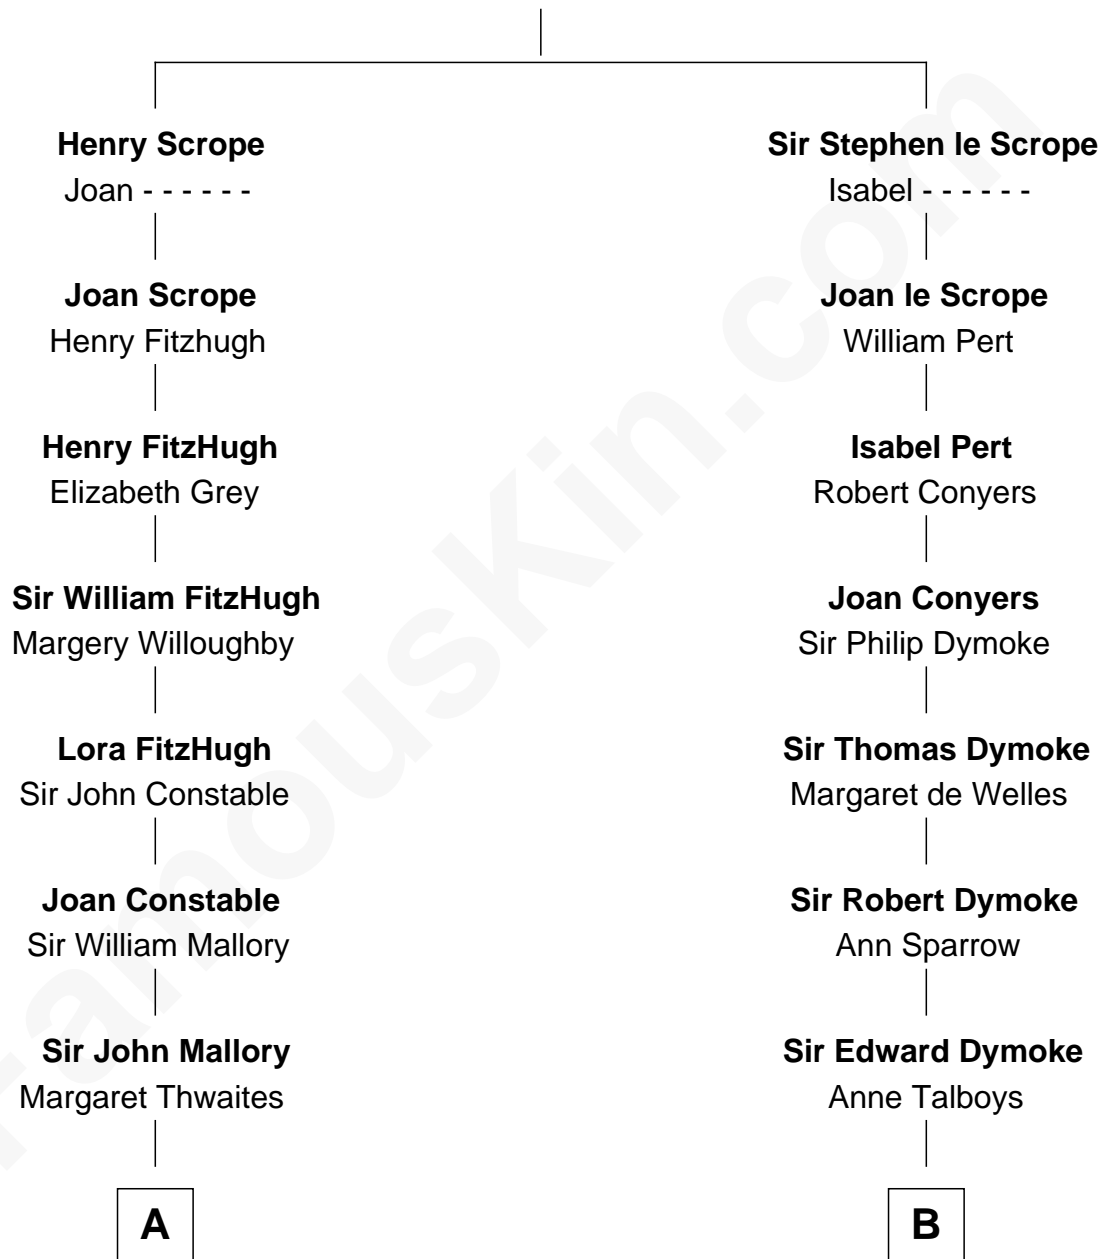 Henry Scrope
Joan - - - - - -
Joan Scrope
Henry Fitzhugh
Henry FitzHugh
Elizabeth Grey
Sir William FitzHugh
Margery Willoughby
Lora FitzHugh
Sir John Constable
Joan Constable
Sir William Mallory
Sir John Mallory
Margaret Thwaites
A
Sir Stephen le Scrope
Isabel - - - - - -
Joan le Scrope
William Pert
Isabel Pert
Robert Conyers
Joan Conyers
Sir Philip Dymoke
Sir Thomas Dymoke
Margaret de Welles
Sir Robert Dymoke
Ann Sparrow
Sir Edward Dymoke
Anne Talboys
B
FamousKin.com